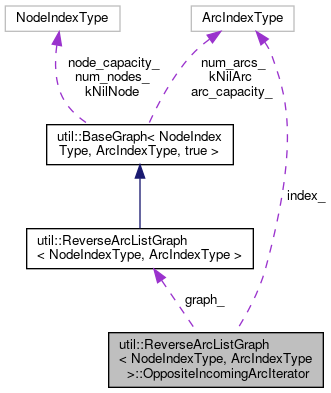 NodeIndexType
ArcIndexType
node_capacity_
num_nodes_
kNilNode
num_arcs_
kNilArc
arc_capacity_
util::BaseGraph< NodeIndex
Type, ArcIndexType, true >
index_
util::ReverseArcListGraph
< NodeIndexType, ArcIndexType >
graph_
util::ReverseArcListGraph
< NodeIndexType, ArcIndexType
>::OppositeIncomingArcIterator